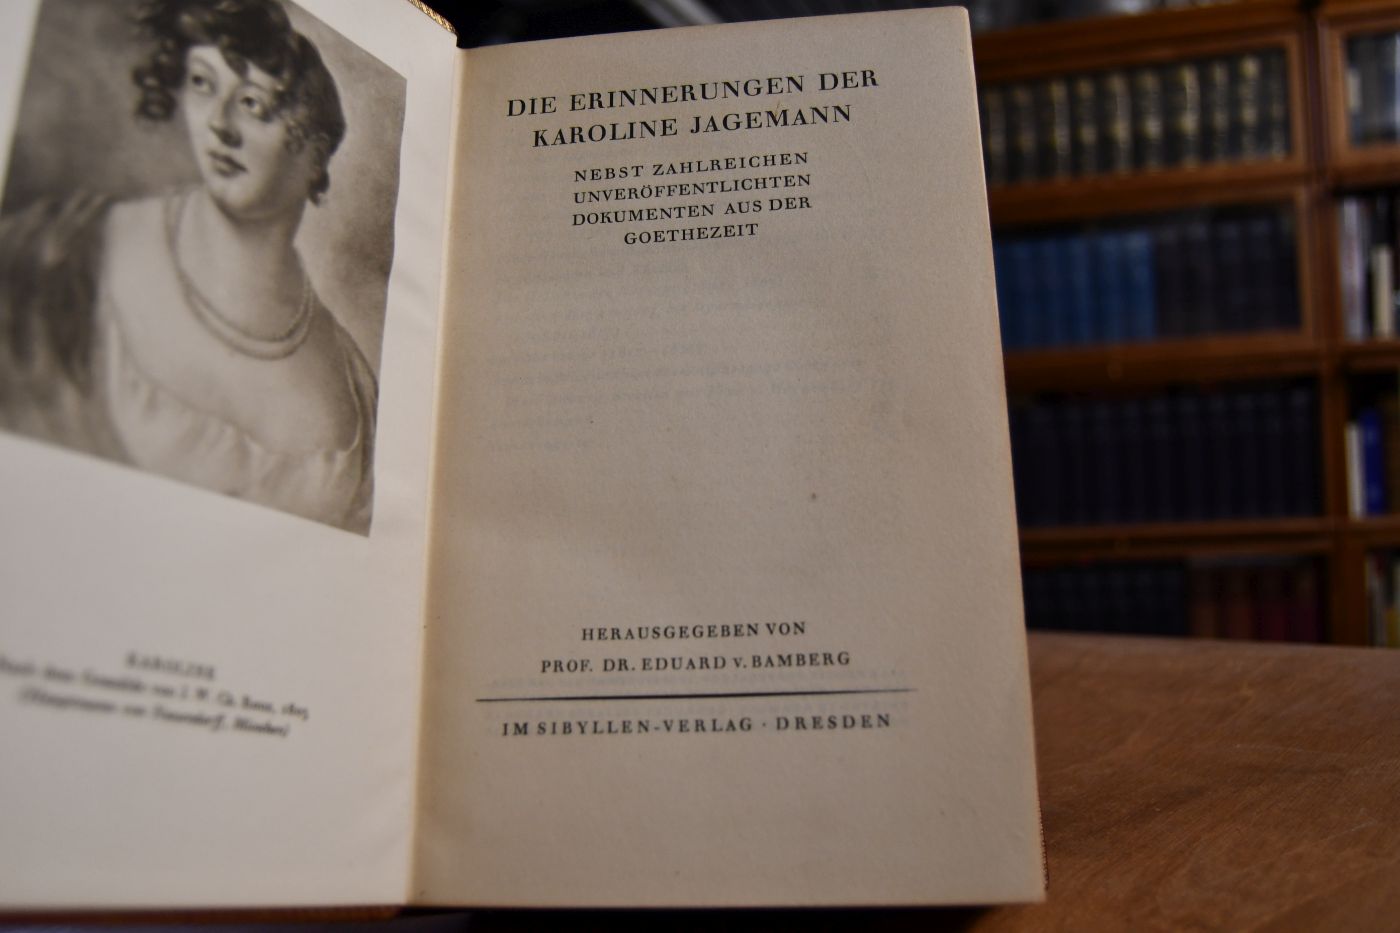 KAROLINE
DIE ERINNERUNGEN DER
KAROLINE JAGEMANN
NEBST ZAHLREICHEN
UNVERÖFFENTLICHTEN
DOKUMENTEN AUS DER
GOETHEZEIT
HERAUSGEGEBEN VON
PROF. DR. EDUARD V. BAMBERG
IM SIBYLLEN-VERLAG · DRESDEN